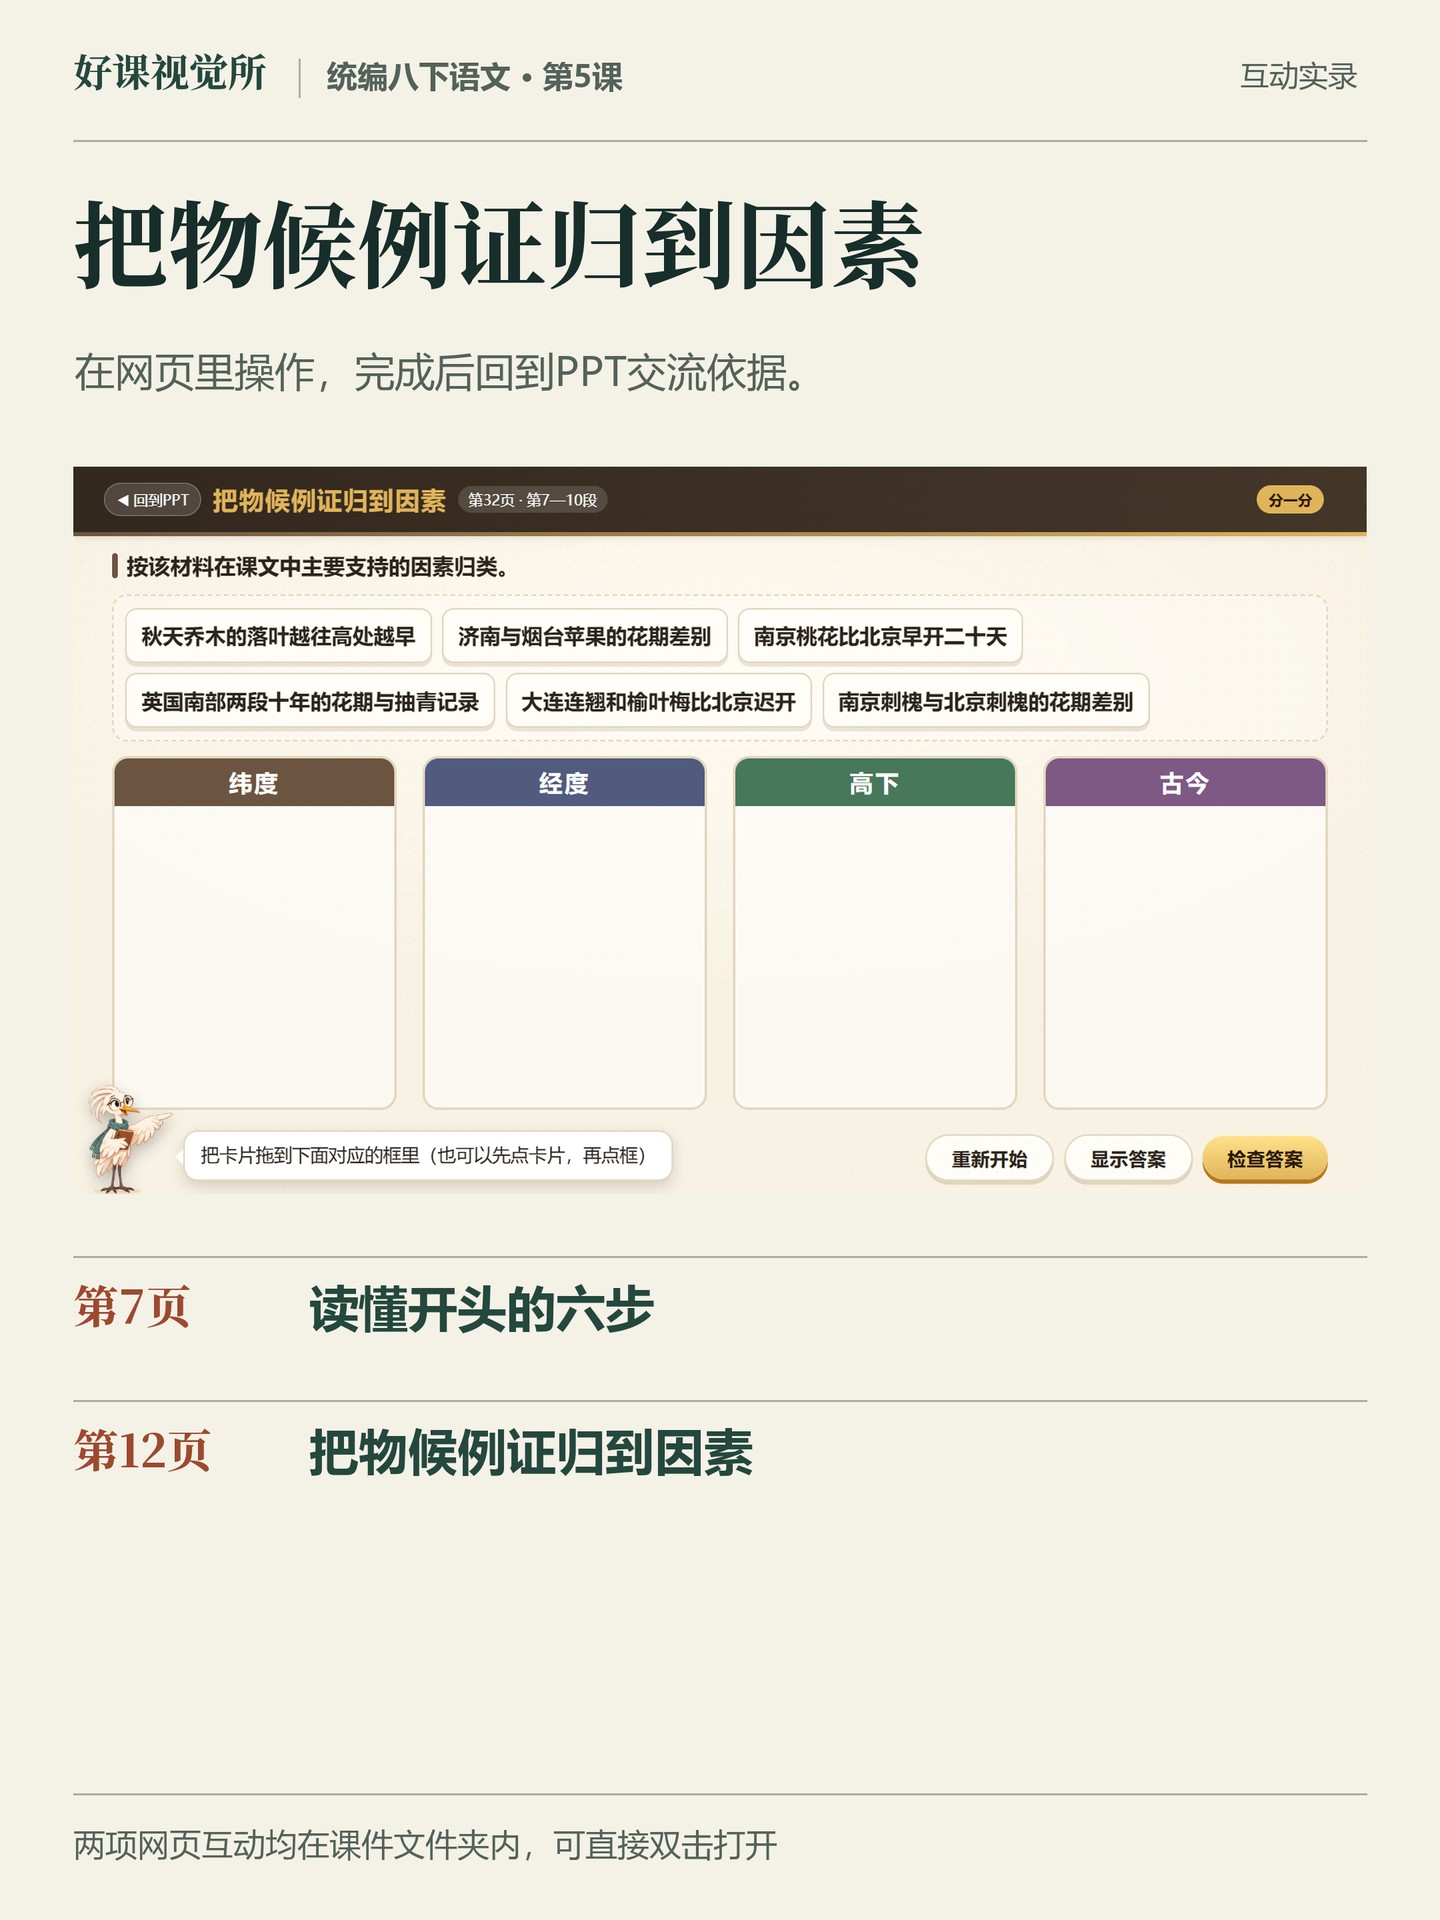 好课视觉所
统编八下语文·第5课
互动实录
把物候例证归到因素
在网页里操作，完成后回到PPT交流依据。
◀ 回到PPT
把物候例证归到因素
第32页·第7—10段
分一分
按该材料在课文中主要支持的因素归类。
秋天乔木的落叶越往高处越早
济南与烟台苹果的花期差别
南京桃花比北京早开二十天
英国南部两段十年的花期与抽青记录
大连连翘和榆叶梅比北京迟开
南京刺槐与北京刺槐的花期差别
纬度
经度
高下
古今
把卡片拖到下面对应的框里（也可以先点卡片，再点框）
重新开始
显示答案
检查答案
第7页
读懂开头的六步
第12页
把物候例证归到因素
两项网页互动均在课件文件夹内，可直接双击打开